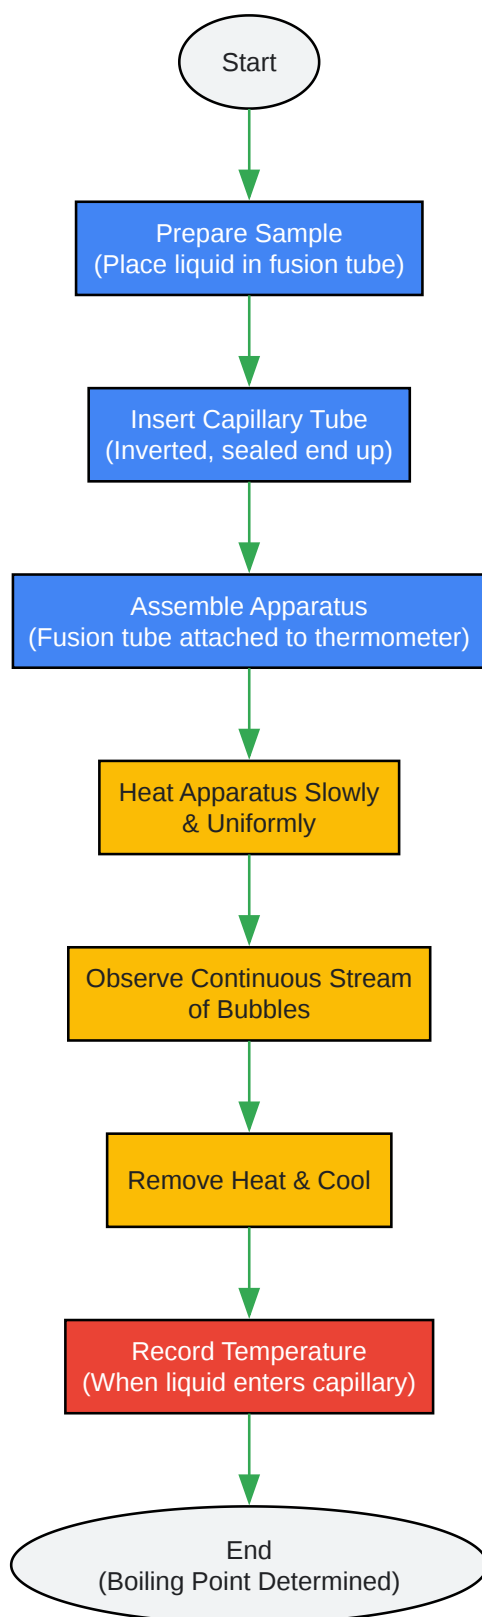 Start
Prepare Sample
(Place liquid in fusion tube)
Insert Capillary Tube
(Inverted, sealed end up)
Assemble Apparatus
(Fusion tube attached to thermometer)
Heat Apparatus Slowly
& Uniformly
Observe Continuous Stream
of Bubbles
Remove Heat & Cool
Record Temperature
(When liquid enters capillary)
End
(Boiling Point Determined)